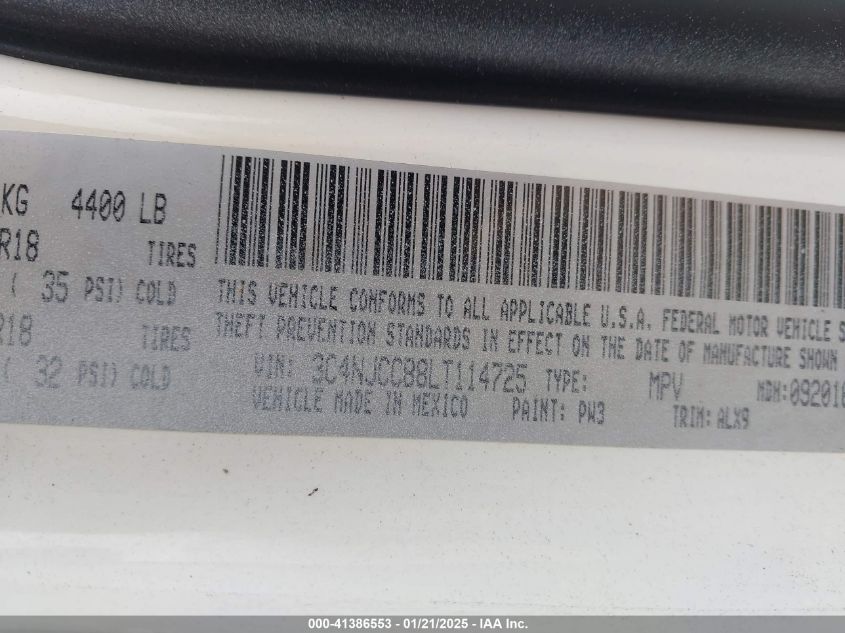 KG 4400 LB
R18 TIRES
( 35 PSI) COLD
R18 TIRES
( 32 PSI) COLD
THIS VEHICLE CONFORMS TO ALL APPLICABLE U.S.A. FEDERAL MOTOR VEHICLE S
THEFT PREVENTION STANDARDS IN EFFECT ON THE DATE OF MANUFACTURE SHOWN
VIN: 3C4NJCCB8LT114725 TYPE: MPV MDH:09201
VEHICLE MADE IN MEXICO PAINT: PW3 TRIM: ALX9
000-41386553 - 01/21/2025 - IAA Inc.